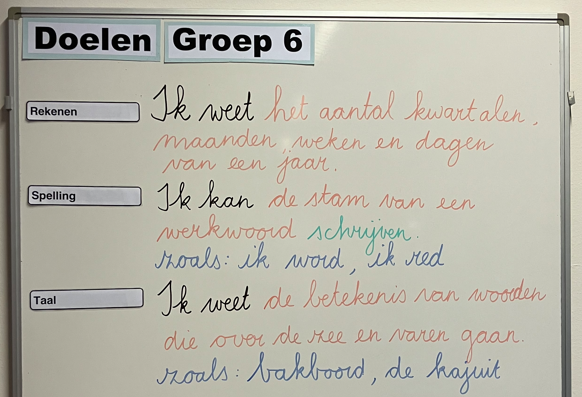 Doelen Groep 6
Rekenen
Ik weet het aantal kwartalen,
maanden, weken en dagen
van een jaar.
Spelling
Ik kan de stam van een
werkwoord schrijven.
zoals: ik word, ik red
Taal
Ik weet de betekenis van woorden
die over de zee en varen gaan.
zoals: bakboord, de kajuit